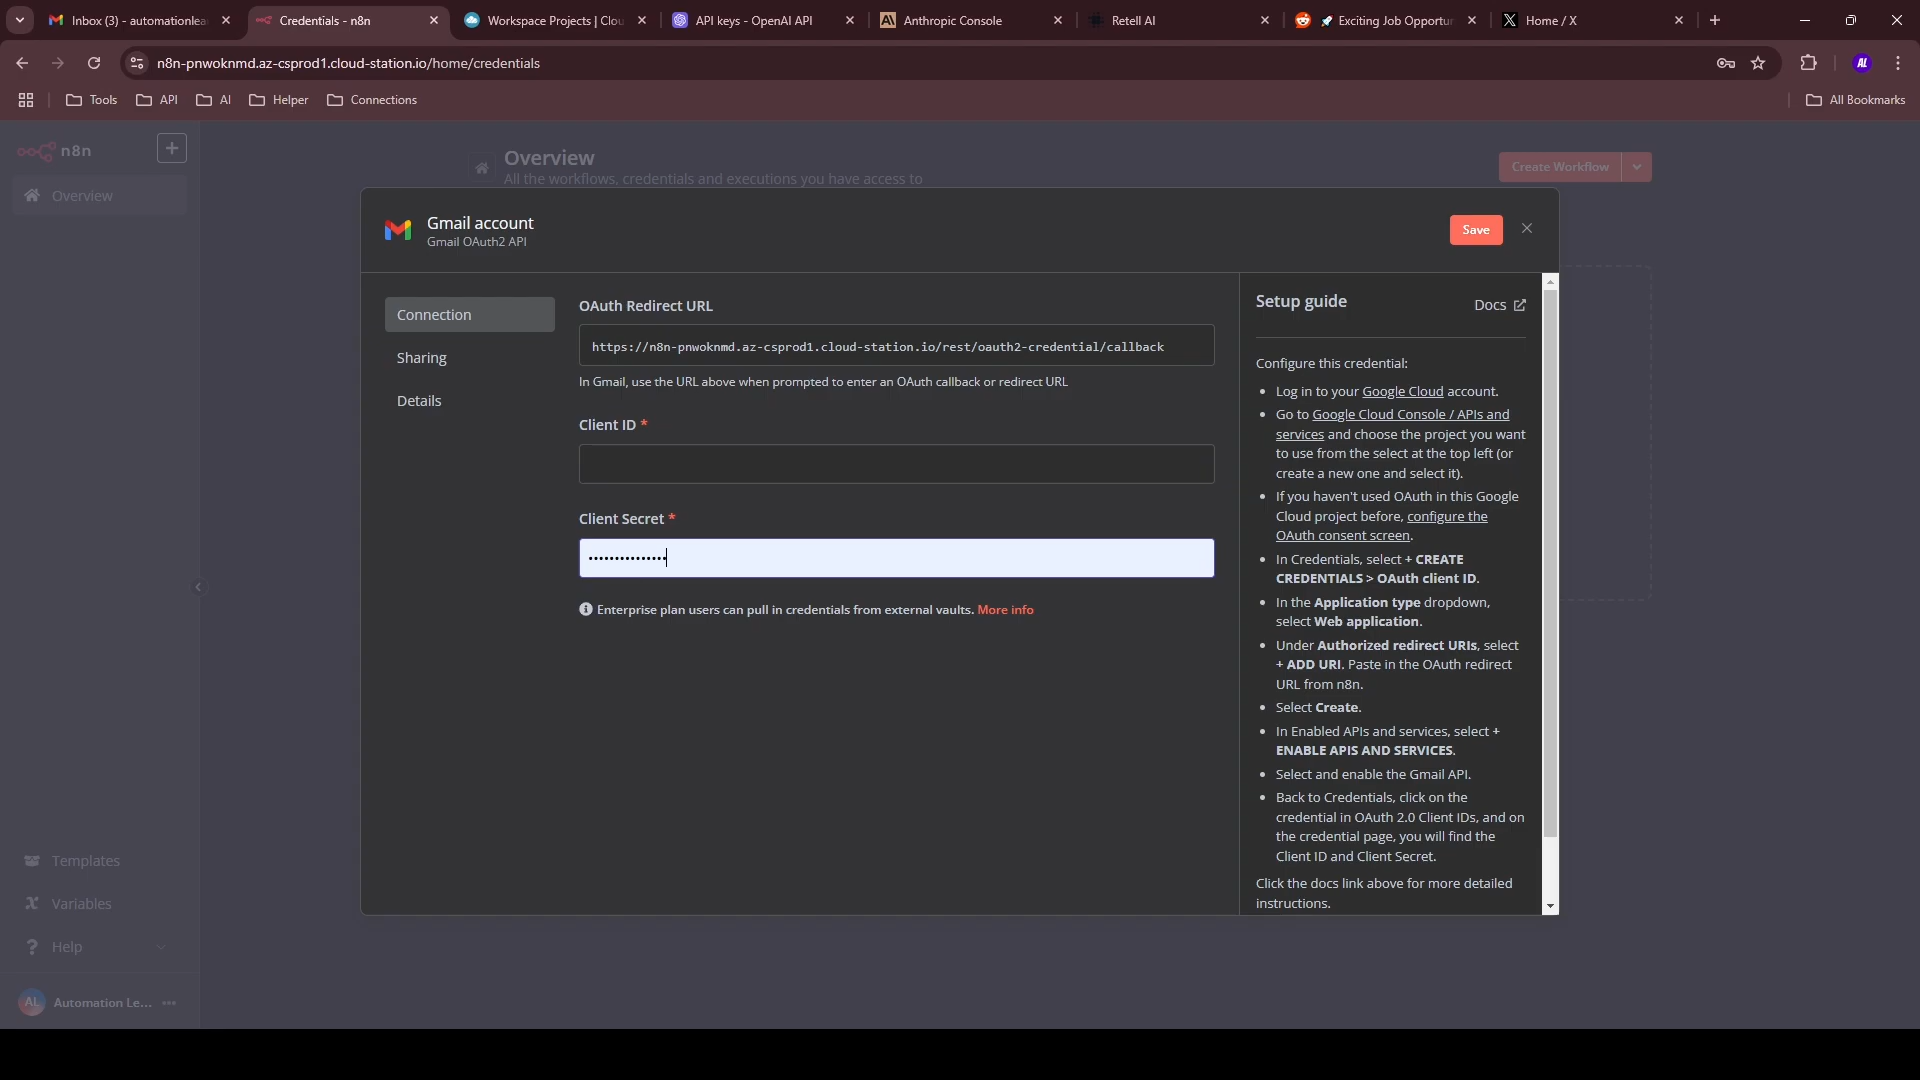 Inbox (3) - automationlea
Credentials - n8n
Workspace Projects | Clou
API keys - OpenAI API
Anthropic Console
Retell AI
🚀 Exciting Job Opportur
Home / X
n8n-pnwoknmd.az-csprod1.cloud-station.io/home/credentials
AL
Tools
API
AI
Helper
Connections
All Bookmarks
n8n
Overview
Overview
All the workflows, credentials and executions you have access to
Create Workflow
Gmail account
Gmail OAuth2 API
Save
Connection
Sharing
Details
OAuth Redirect URL
https://n8n-pnwoknmd.az-csprod1.cloud-station.io/rest/oauth2-credential/callback
In Gmail, use the URL above when prompted to enter an OAuth callback or redirect URL
Client ID *
Client Secret *
•••••••••••••••
Enterprise plan users can pull in credentials from external vaults. More info
Setup guide
Docs
Configure this credential:
• Log in to your Google Cloud account.
• Go to Google Cloud Console / APIs and
services and choose the project you want
to use from the select at the top left (or
create a new one and select it).
• If you haven't used OAuth in this Google
Cloud project before, configure the
OAuth consent screen.
• In Credentials, select + CREATE
CREDENTIALS > OAuth client ID.
• In the Application type dropdown,
select Web application.
• Under Authorized redirect URIs, select
+ ADD URI. Paste in the OAuth redirect
URL from n8n.
• Select Create.
• In Enabled APIs and services, select +
ENABLE APIS AND SERVICES.
• Select and enable the Gmail API.
• Back to Credentials, click on the
credential in OAuth 2.0 Client IDs, and on
the credential page, you will find the
Client ID and Client Secret.
Click the docs link above for more detailed
instructions.
Templates
Variables
Help
AL
Automation Le...